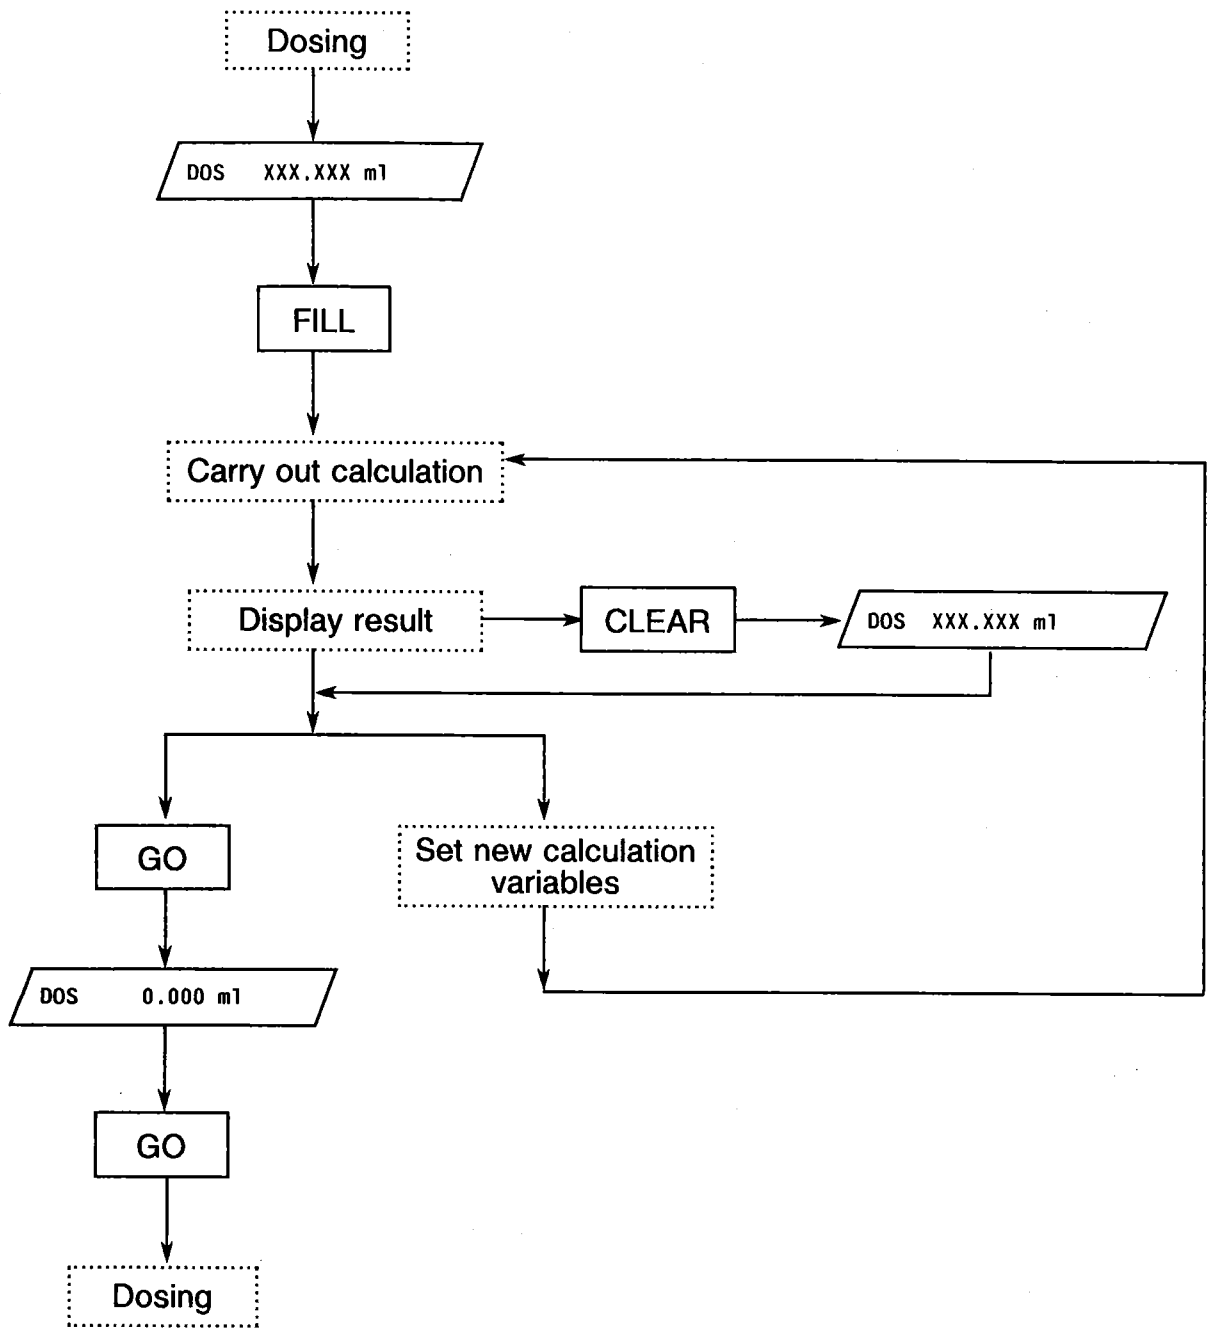 Dosing
DOS XXX.XXX ml
FILL
Carry out calculation
Display result
CLEAR
DOS XXX.XXX ml
GO
Set new calculation
variables
DOS 0.000 ml
GO
Dosing